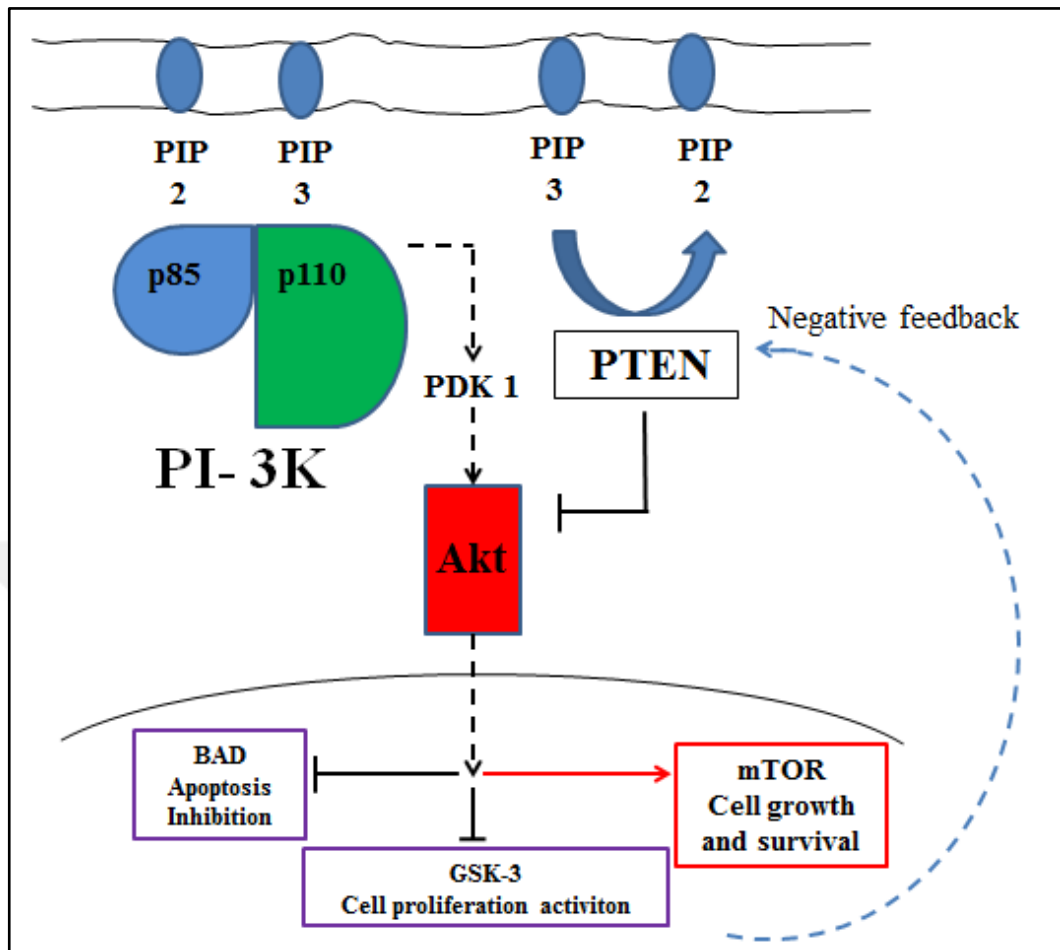 PIP
2
PIP
3
PIP
3
PIP
2
p85
p110
PI- 3K
PDK 1
PTEN
Negative feedback
Akt
BAD
Apoptosis
Inhibition
GSK-3
Cell proliferation activiton
mTOR
Cell growth
and survival